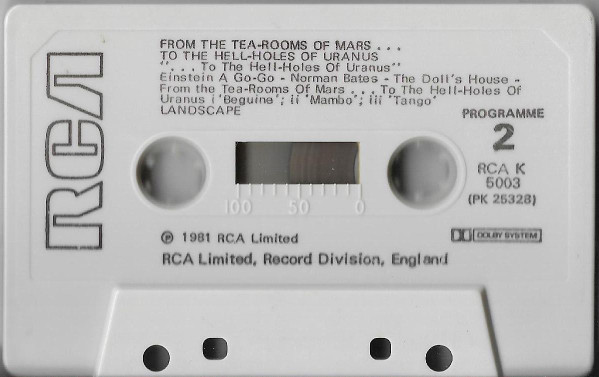 RCA
FROM THE TEA-ROOMS OF MARS . . .
TO THE HELL-HOLES OF URANUS
". . . To The Hell-Holes Of Uranus"
Einstein A Go-Go - Norman Bates - The Doll's House -
From the Tea-Rooms Of Mars . . . To The Hell-Holes Of
Uranus i 'Beguine'; ii 'Mambo'; iii 'Tango'
LANDSCAPE
PROGRAMME
2
RCA K
5003
(PK 25328)
100 50 0
℗ 1981 RCA Limited
DOLBY SYSTEM
RCA Limited, Record Division, England